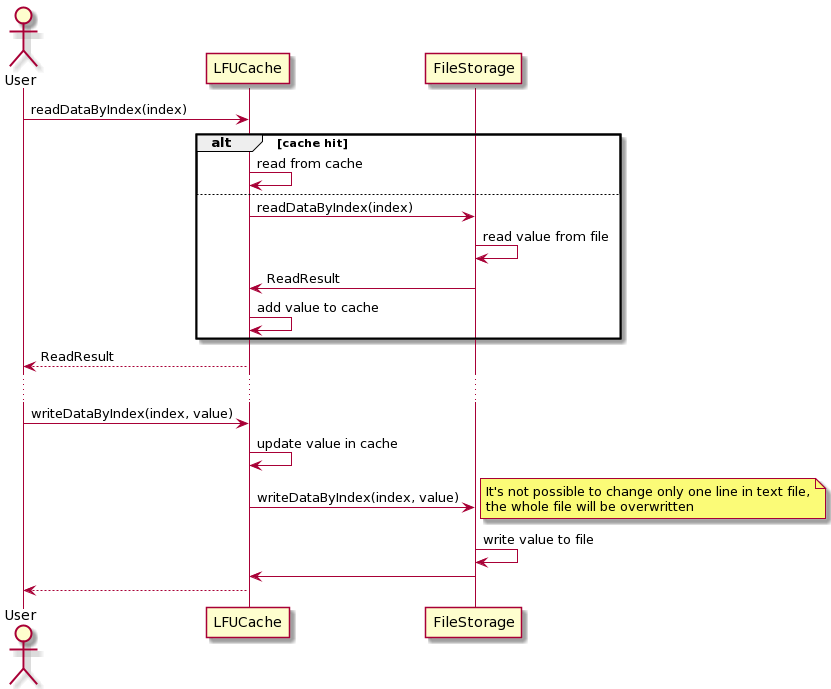 User
LFUCache
FileStorage
readDataByIndex(index)
alt
[cache hit]
read from cache
readDataByIndex(index)
read value from file
ReadResult
add value to cache
ReadResult
writeDataByIndex(index, value)
update value in cache
writeDataByIndex(index, value)
It's not possible to change only one line in text file,
the whole file will be overwritten
write value to file
User
LFUCache
FileStorage